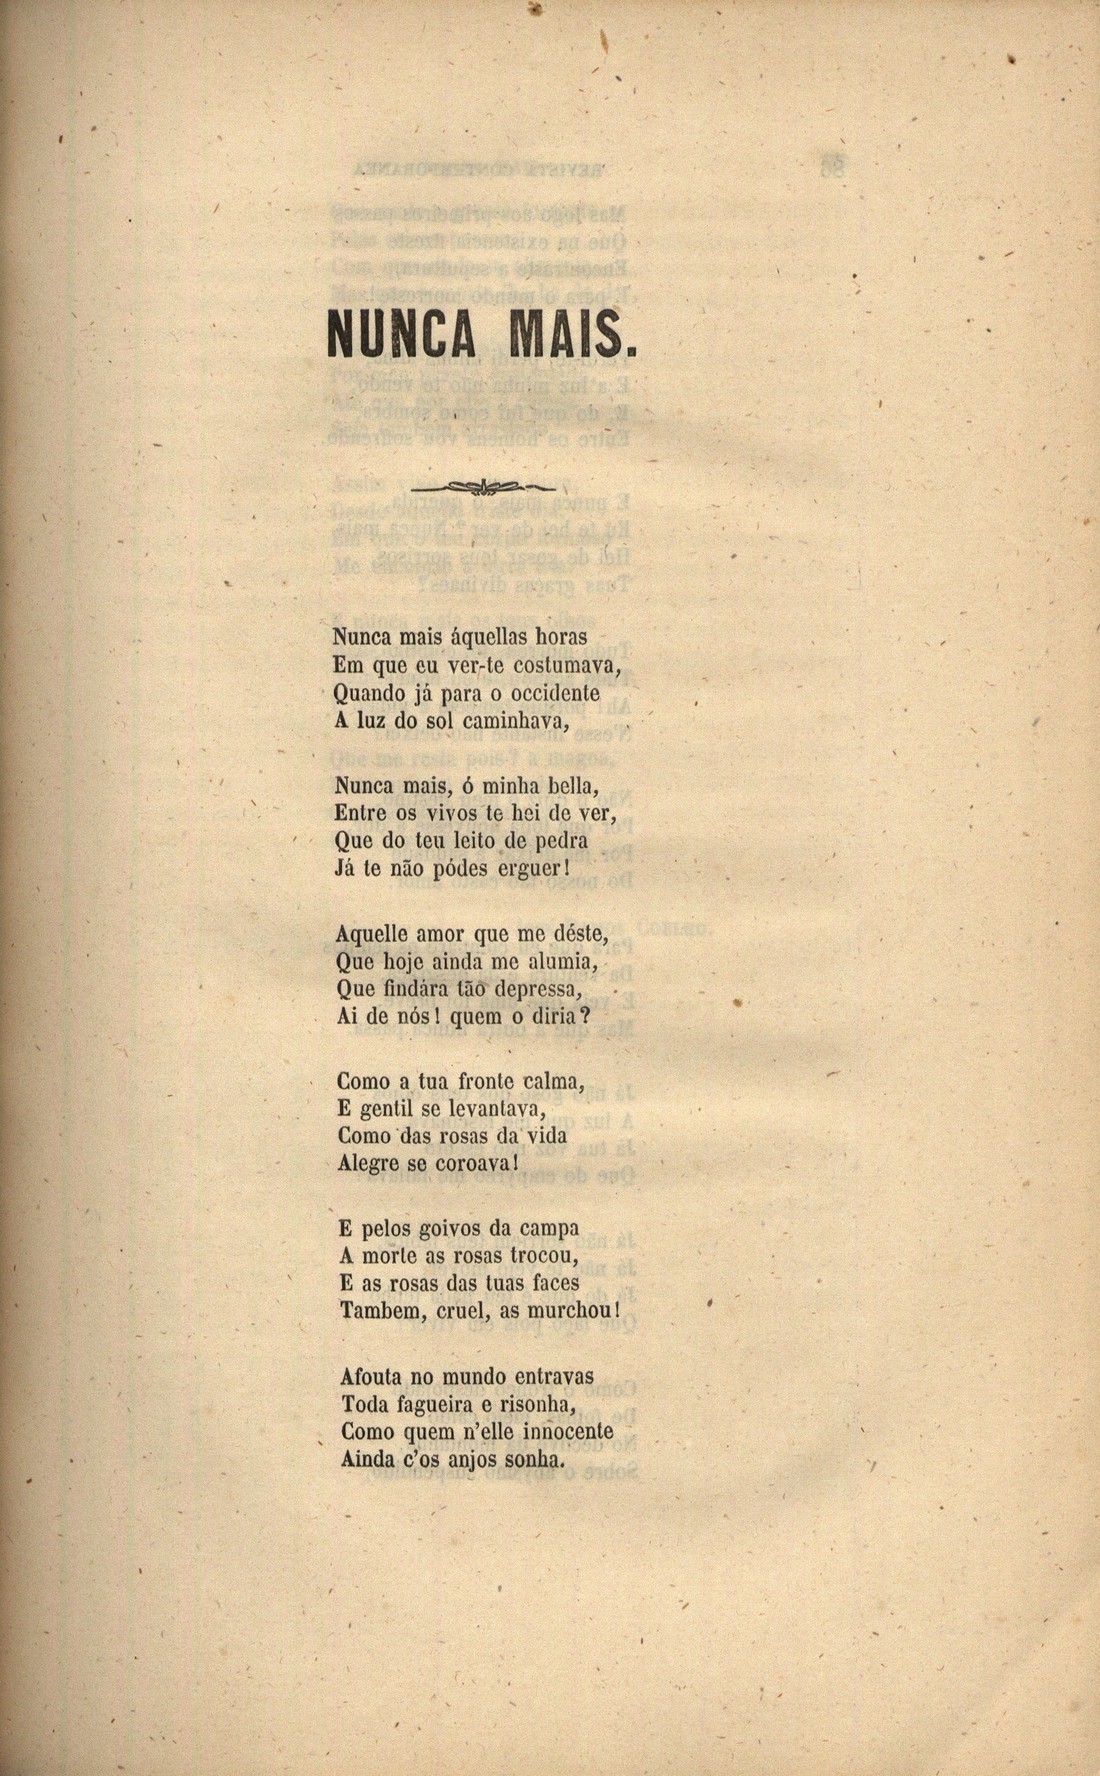 NUNCA MAIS.
Nunca mais áquellas horas
Em que eu ver-te costumava,
Quando já para o occidente
A luz do sol caminhava,
Nunca mais, ó minha bella,
Entre os vivos te hei de ver,
Que do teu leito de pedra
Já te não pódes erguer!
Aquelle amor que me déste,
Que hoje ainda me alumia,
Que findára tão depressa,
Ai de nós! quem o diria?
Como a tua fronte calma,
E gentil se levantava,
Como das rosas da vida
Alegre se coroava!
E pelos goivos da campa
A morte as rosas trocou,
E as rosas das tuas faces
Tambem, cruel, as murchou!
Afouta no mundo entravas
Toda fagueira e risonha,
Como quem n'elle innocente
Ainda c'os anjos sonha.